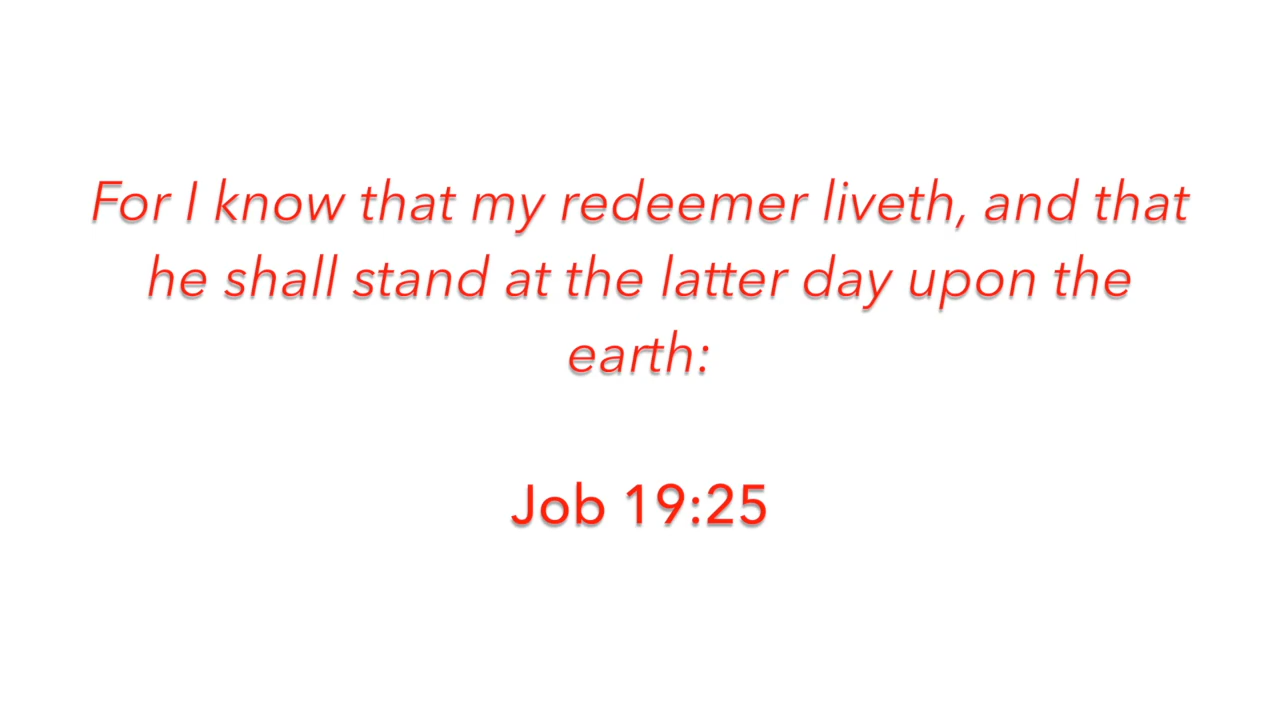 For I know that my redeemer liveth, and that
he shall stand at the latter day upon the
earth:
Job 19:25